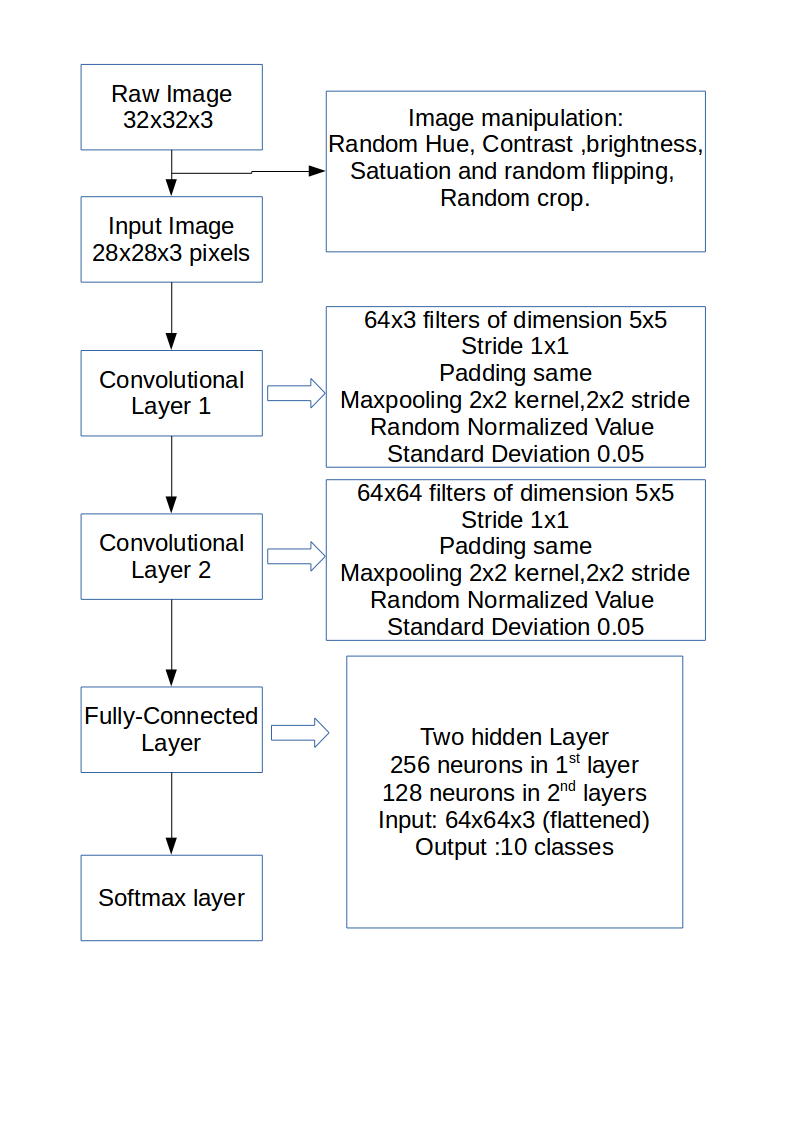 Raw Image
32x32x3
Image manipulation:
Random Hue, Contrast ,brightness,
Satuation and random flipping,
Random crop.
Input Image
28x28x3 pixels
Convolutional
Layer 1
64x3 filters of dimension 5x5
Stride 1x1
Padding same
Maxpooling 2x2 kernel,2x2 stride
Random Normalized Value
Standard Deviation 0.05
Convolutional
Layer 2
64x64 filters of dimension 5x5
Stride 1x1
Padding same
Maxpooling 2x2 kernel,2x2 stride
Random Normalized Value
Standard Deviation 0.05
Fully-Connected
Layer
Two hidden Layer
256 neurons in 1st layer
128 neurons in 2nd layers
Input: 64x64x3 (flattened)
Output :10 classes
Softmax layer